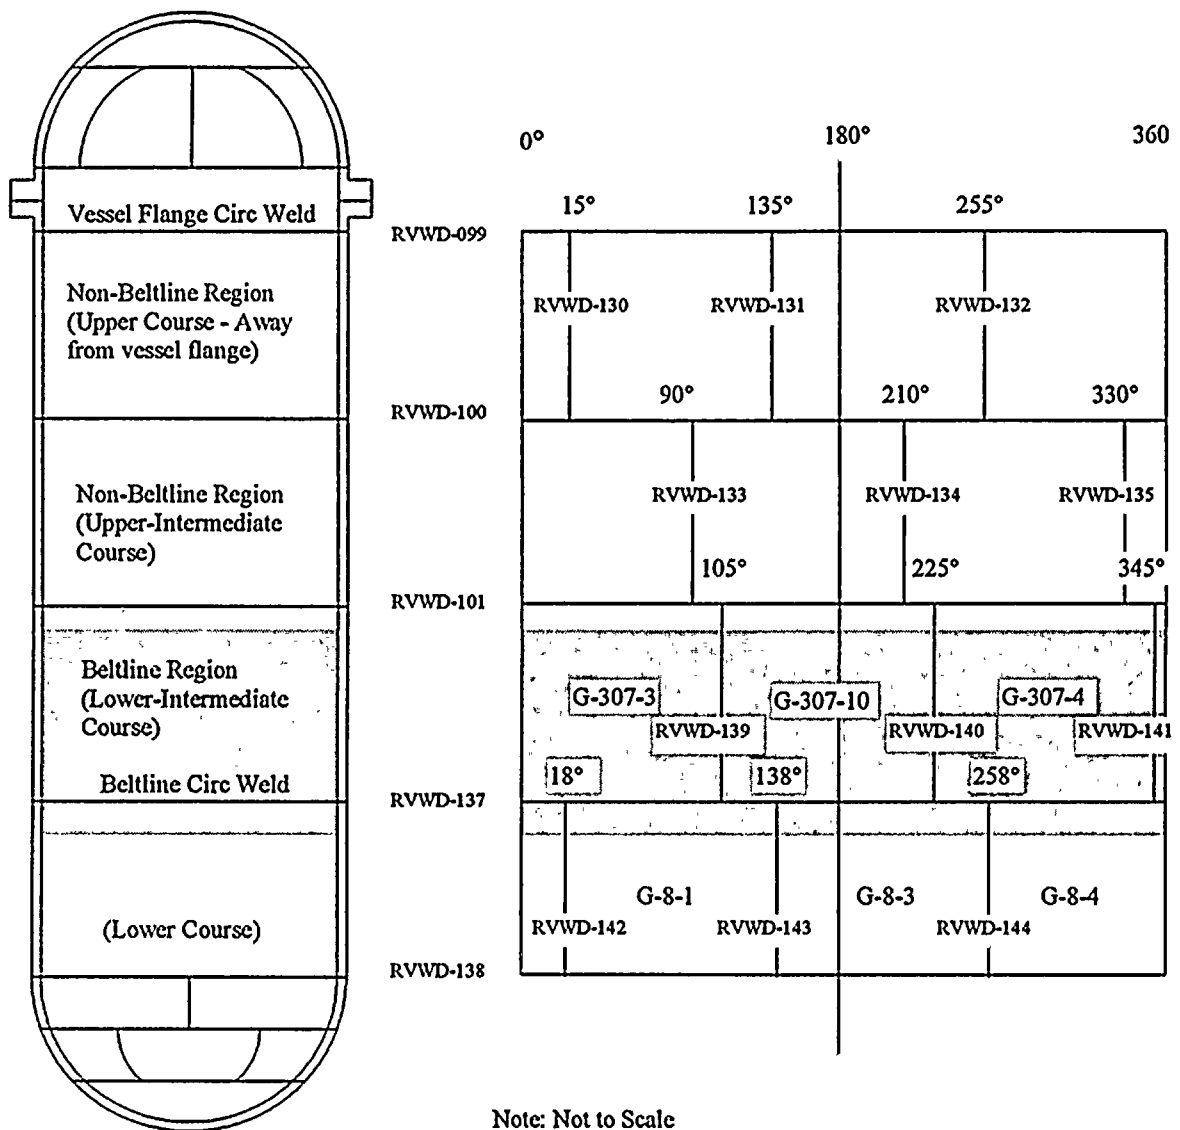 0°
180°
360
15°
135°
255°
Vessel Flange Circ Weld
RVWD-099
Non-Beltline Region
(Upper Course - Away
from vessel flange)
RVWD-130
RVWD-131
RVWD-132
90°
210°
330°
RVWD-100
Non-Beltline Region
(Upper-Intermediate
Course)
RVWD-133
RVWD-134
RVWD-135
105°
225°
345°
RVWD-101
Beltline Region
(Lower-Intermediate
Course)
G-307-3
G-307-10
G-307-4
RVWD-139
RVWD-140
RVWD-141
18°
138°
258°
Beltline Circ Weld
RVWD-137
G-8-1
G-8-3
G-8-4
(Lower Course)
RVWD-142
RVWD-143
RVWD-144
RVWD-138
Note: Not to Scale